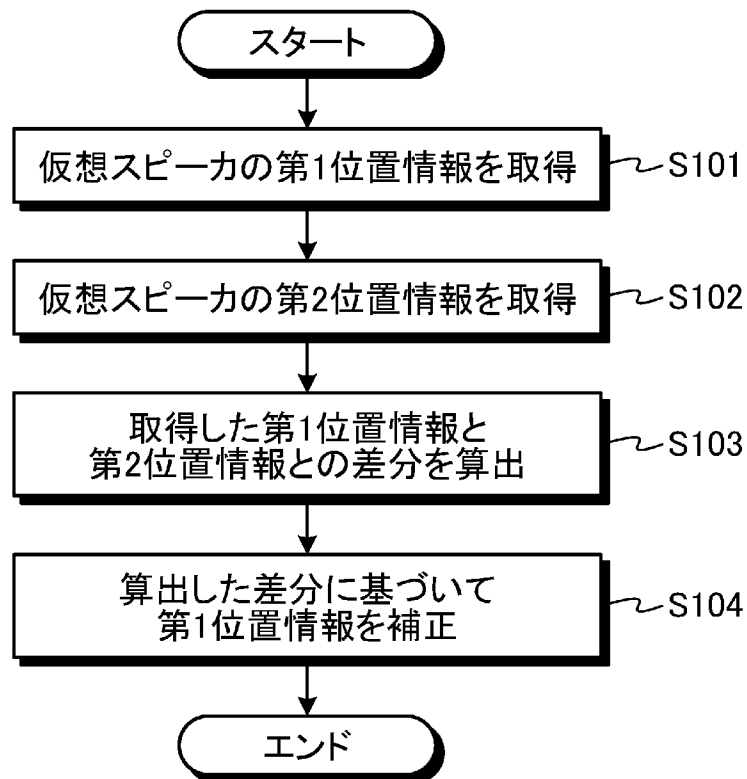 スタート
仮想スピーカの第1位置情報を取得
S101
仮想スピーカの第2位置情報を取得
S102
取得した第1位置情報と
第2位置情報との差分を算出
S103
算出した差分に基づいて
第1位置情報を補正
S104
エンド